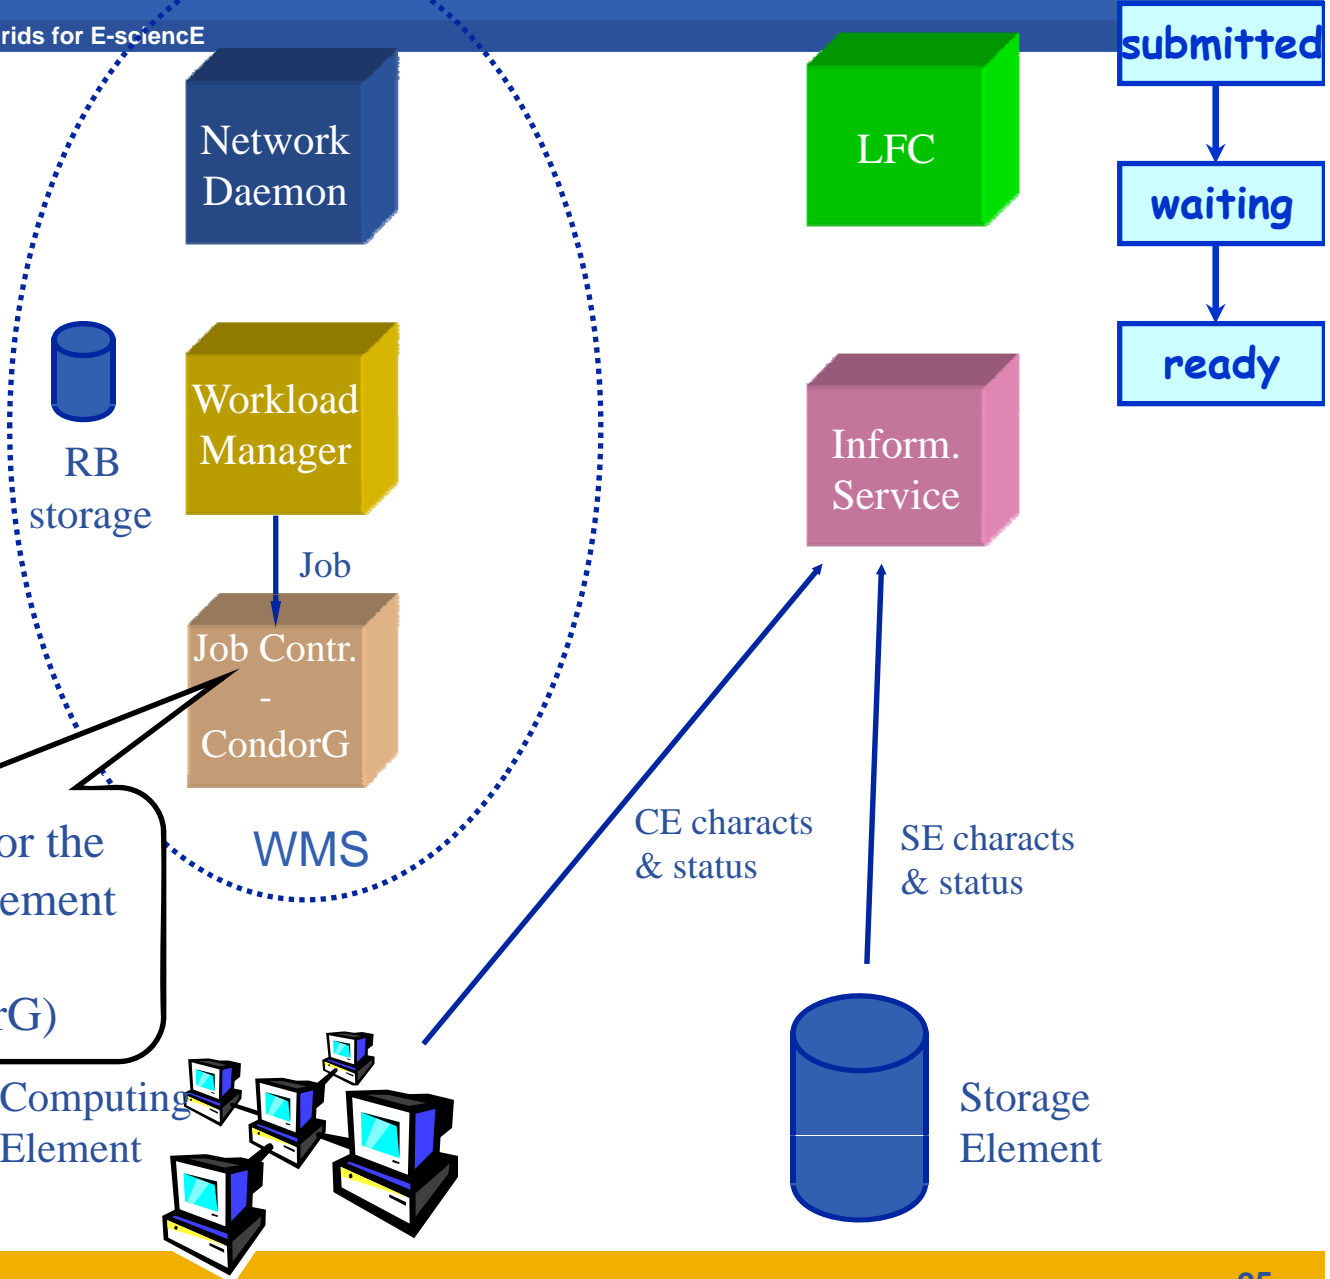 rids for E-sciencE
submitted
Network
Daemon
LFC
waiting
ready
Workload
Manager
RB
storage
Inform.
Service
Job
Job Contr.
-
CondorG
WMS
CE characts
& status
SE characts
& status
or the
ement
rG)
Computing
Element
Storage
Element